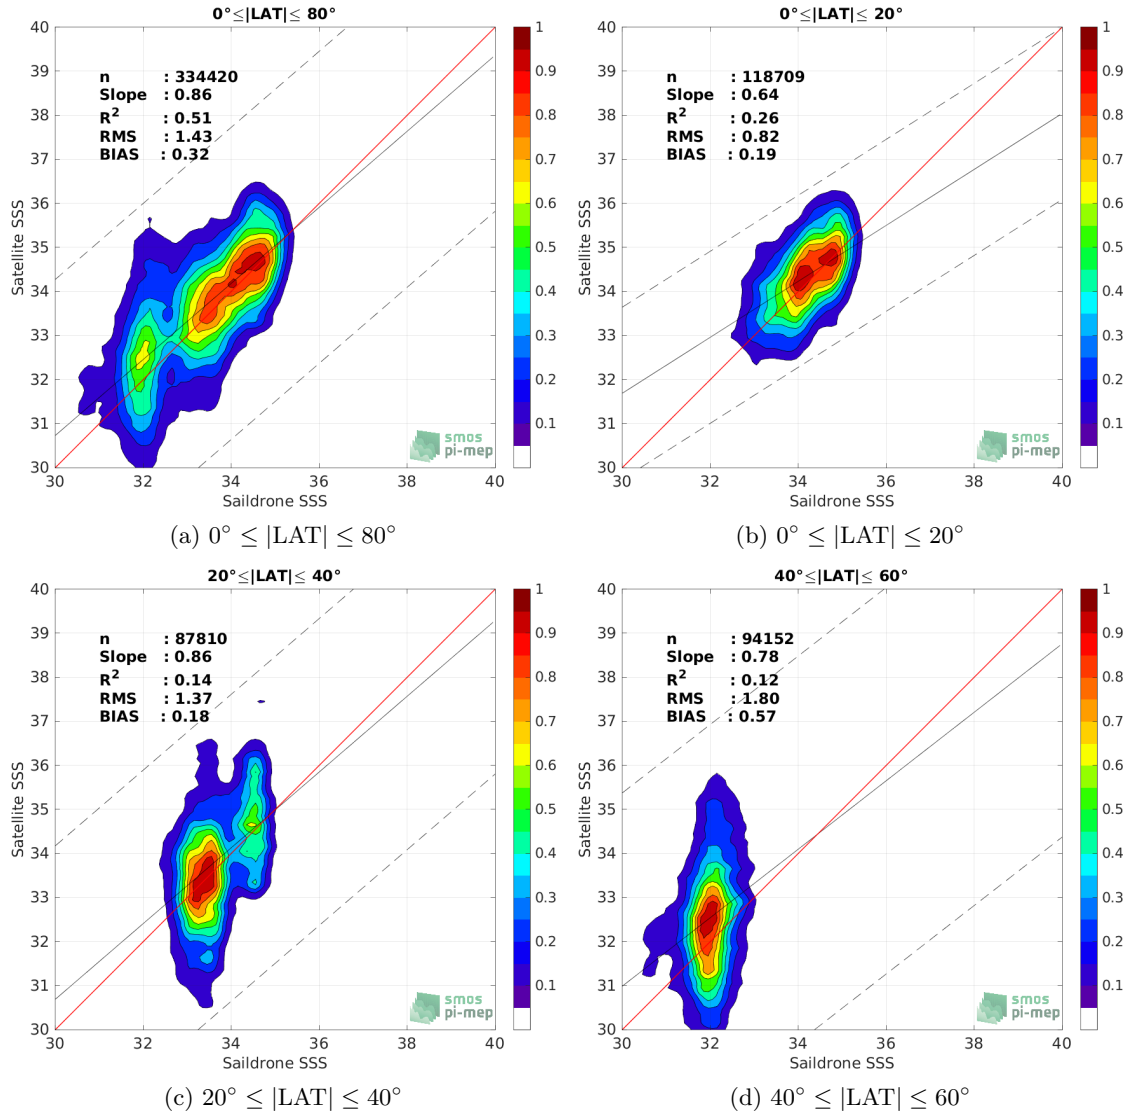 0°≤|LAT|≤ 80°
40
39
38
37
36
35
34
33
32
31
30
Satellite SSS
n : 334420
Slope : 0.86
R² : 0.51
RMS : 1.43
BIAS : 0.32
smos
pi-mep
30 32 34 36 38 40
Saildrone SSS
1
0.9
0.8
0.7
0.6
0.5
0.4
0.3
0.2
0.1
(a) 0° ≤ |LAT| ≤ 80°
0°≤|LAT|≤ 20°
40
39
38
37
36
35
34
33
32
31
30
Satellite SSS
n : 118709
Slope : 0.64
R² : 0.26
RMS : 0.82
BIAS : 0.19
smos
pi-mep
30 32 34 36 38 40
Saildrone SSS
1
0.9
0.8
0.7
0.6
0.5
0.4
0.3
0.2
0.1
(b) 0° ≤ |LAT| ≤ 20°
20°≤|LAT|≤ 40°
40
39
38
37
36
35
34
33
32
31
30
Satellite SSS
n : 87810
Slope : 0.86
R² : 0.14
RMS : 1.37
BIAS : 0.18
smos
pi-mep
30 32 34 36 38 40
Saildrone SSS
1
0.9
0.8
0.7
0.6
0.5
0.4
0.3
0.2
0.1
(c) 20° ≤ |LAT| ≤ 40°
40°≤|LAT|≤ 60°
40
39
38
37
36
35
34
33
32
31
30
Satellite SSS
n : 94152
Slope : 0.78
R² : 0.12
RMS : 1.80
BIAS : 0.57
smos
pi-mep
30 32 34 36 38 40
Saildrone SSS
1
0.9
0.8
0.7
0.6
0.5
0.4
0.3
0.2
0.1
(d) 40° ≤ |LAT| ≤ 60°